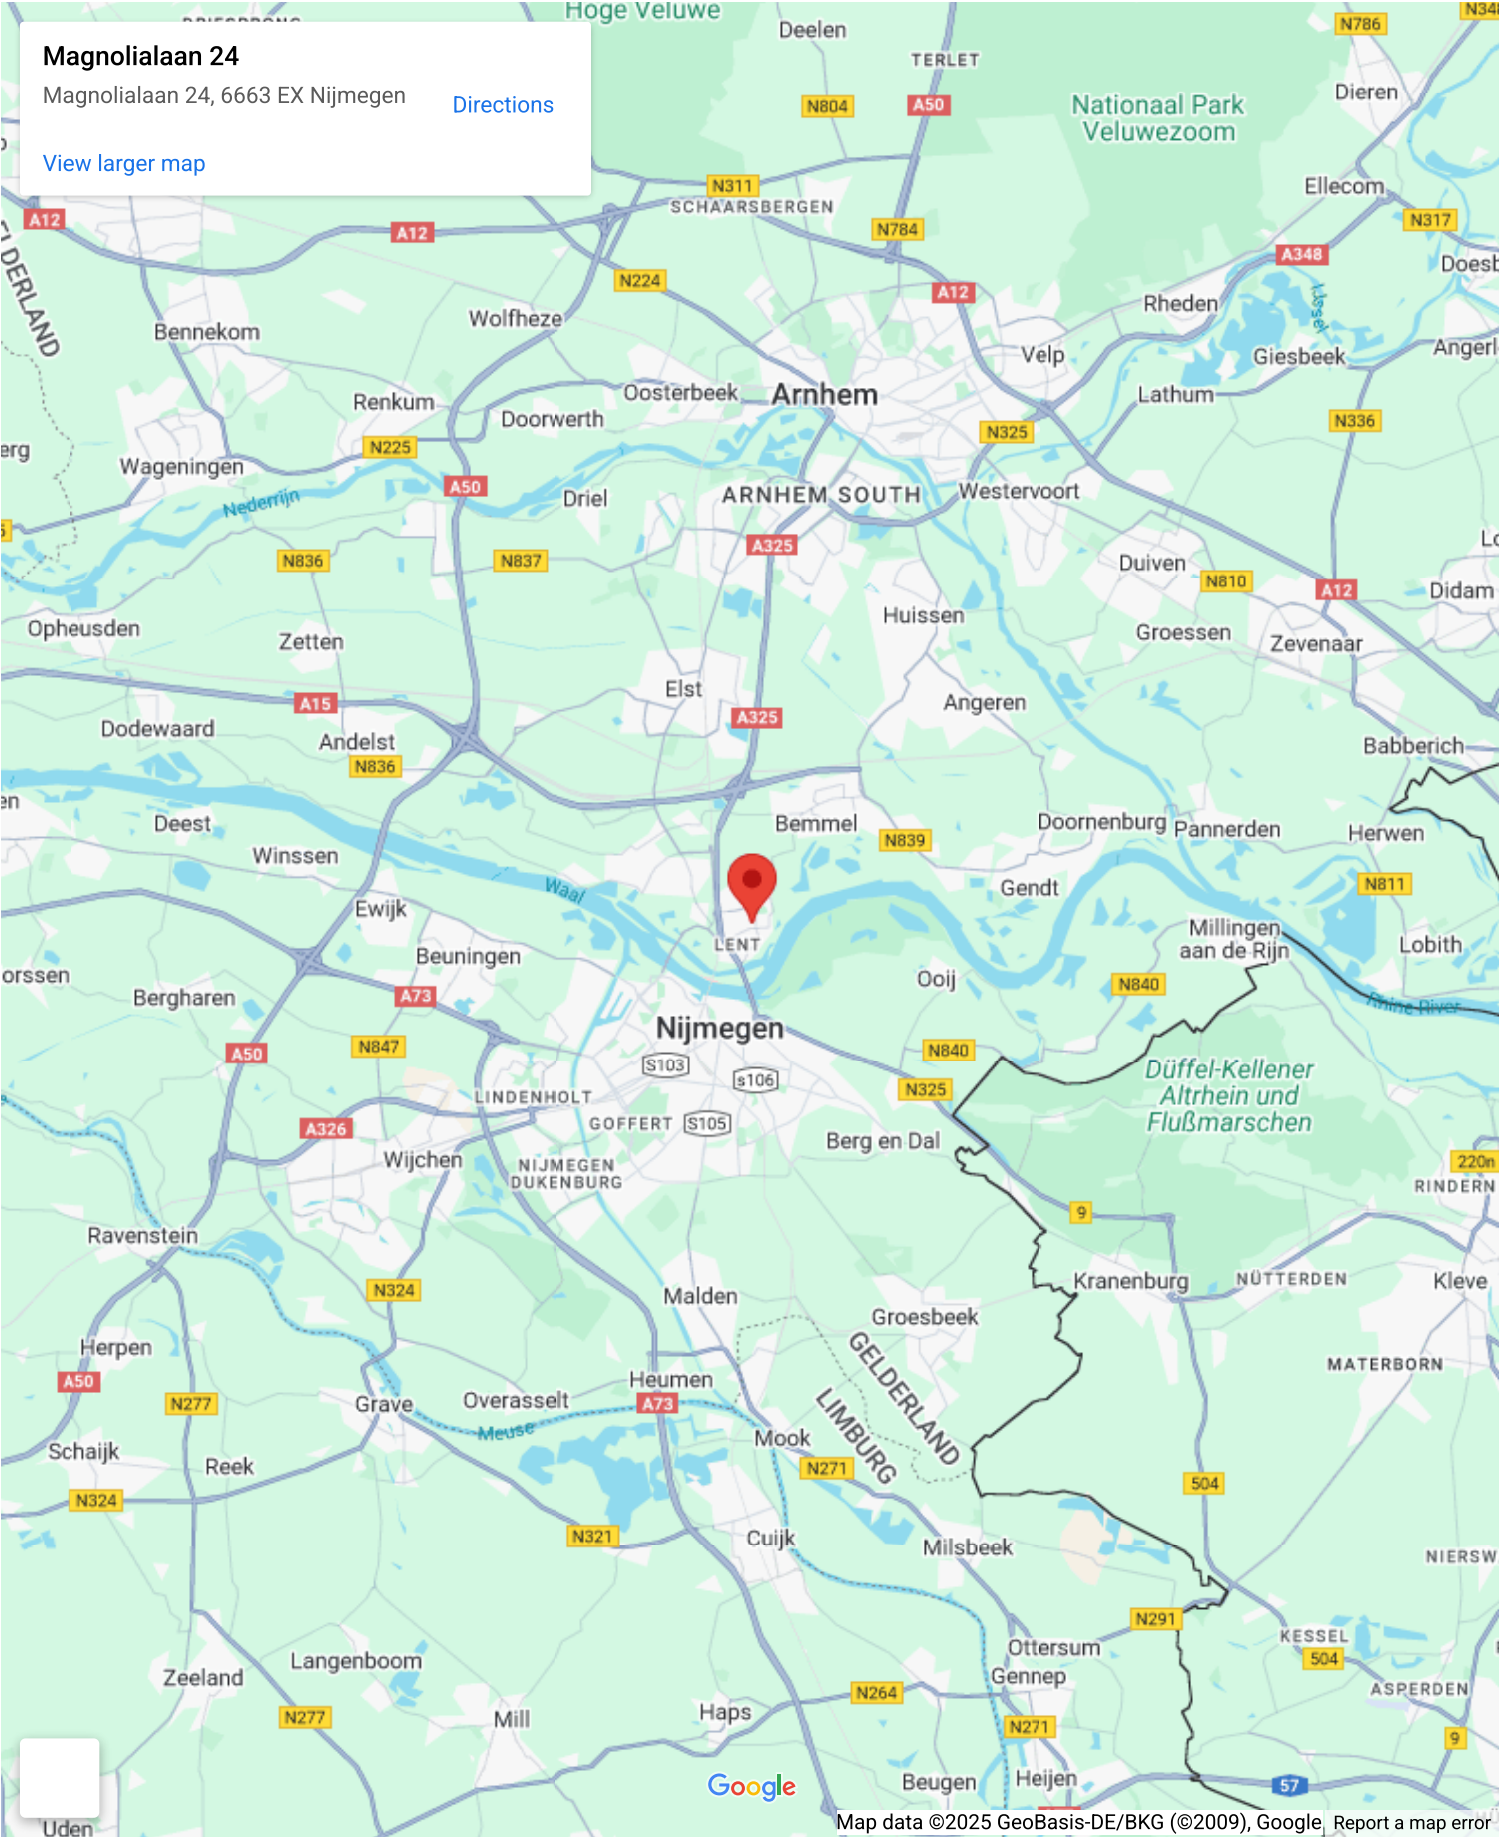 Hoge Veluwe
Deelen
N786
TERLET
Magnolialaan 24
Magnolialaan 24, 6663 EX Nijmegen
Directions
View larger map
N804
A50
Nationaal Park
Veluwezoom
Dieren
N311
SCHAARSBERGEN
Ellecom
N317
A12
A12
N784
A348
N224
A12
IJssel
Rheden
Wolfheze
Bennekom
Velp
Giesbeek
Renkum
Oosterbeek
Arnhem
Lathum
Doorwerth
N336
N225
N325
Wageningen
A50
Nederrijn
Driel
ARNHEM SOUTH
Westervoort
A325
N836
N837
Duiven
N810
A12
Didam
Opheusden
Huissen
Zetten
Groessen
Zevenaar
Elst
A15
Angeren
A325
Dodewaard
Andelst
N836
Babberich
Deest
Bemmel
Doornenburg
Pannerden
Herwen
N839
Winssen
Waal
Gendt
N811
Ewijk
LENT
Millingen
aan de Rijn
Lobith
Beuningen
Ooij
N840
Bergharen
A73
Rhine River
Nijmegen
A50
N847
S103
s106
N840
Düffel-Kellener
Altrhein und
Flußmarschen
N325
LINDENHOLT
GOFFERT
S105
A326
Berg en Dal
Wijchen
NIJMEGEN
DUKENBURG
220n
RINDERN
9
Ravenstein
N324
Malden
Kranenburg
NÜTTERDEN
Kleve
Groesbeek
Herpen
GELDERLAND
LIMBURG
MATERBORN
A50
Heumen
N277
Grave
Overasselt
A73
Meuse
Schaijk
Reek
Mook
N271
504
N324
N321
Cuijk
Milsbeek
N291
KESSEL
504
Ottersum
Gennep
Langenboom
Zeeland
ASPERDEN
N264
N277
Mill
Haps
N271
9
Google
Beugen
Heijen
57
Uden
Map data ©2025 GeoBasis-DE/BKG (©2009), Google
Report a map error